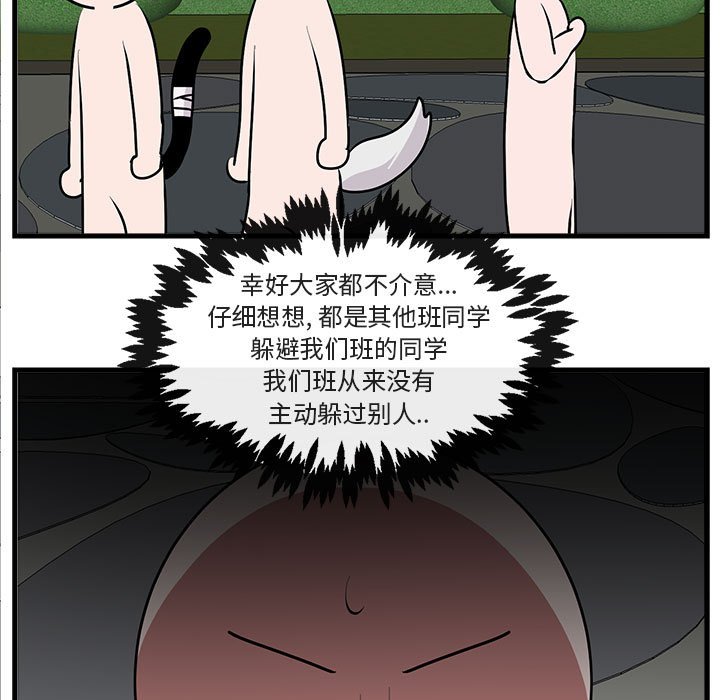 幸好大家都不介意...
仔细想想, 都是其他班同学
躲避我们班的同学
我们班从来没有
主动躲过别人..